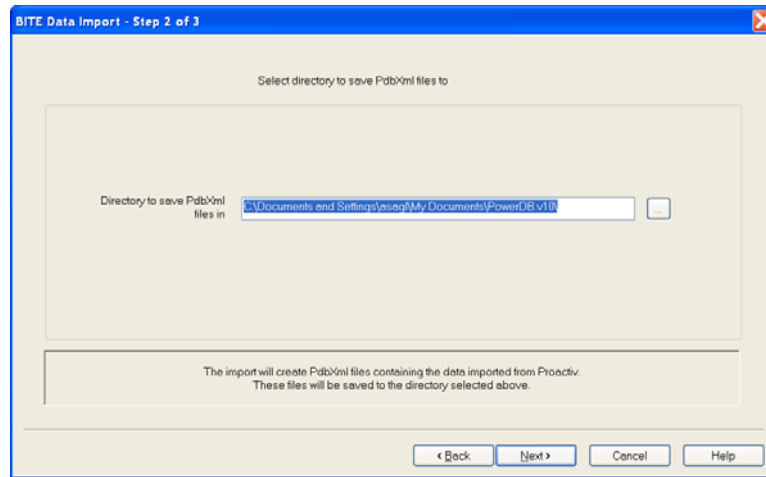 BITE Data Import - Step 2 of 3
Select directory to save PdbXml files to
Directory to save PdbXml
files in
C:\Documents and Settings\asagl\My Documents\PowerDB.v10\
...
The import will create PdbXml files containing the data imported from Proactiv.
These files will be saved to the directory selected above.
< Back
Next >
Cancel
Help